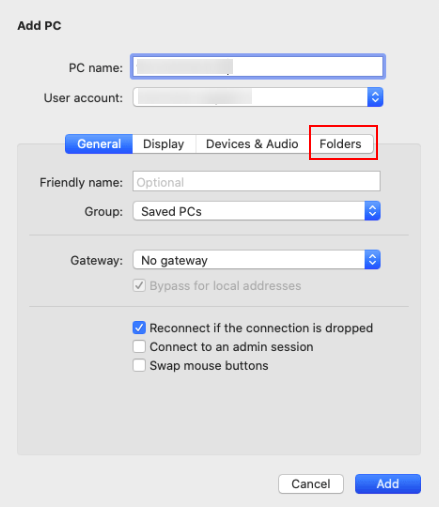 Add PC
PC name:
User account:
General Display Devices & Audio Folders
Friendly name: Optional
Group: Saved PCs
Gateway: No gateway
Bypass for local addresses
Reconnect if the connection is dropped
Connect to an admin session
Swap mouse buttons
Cancel Add